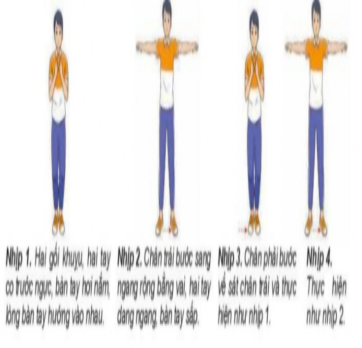 Nhịp 1. Hai gối khuyu, hai tay
co trước ngực, bàn tay hơi nắm,
lòng bàn tay hướng vào nhau.
Nhịp 2. Chân trái bước sang
ngang rộng bằng vai, hai tay
dang ngang, bàn tay sấp.
Nhịp 3. Chân phải bước
về sát chân trái và thực
hiện như nhịp 1.
Nhịp 4.
Thực hiện
như nhịp 2.